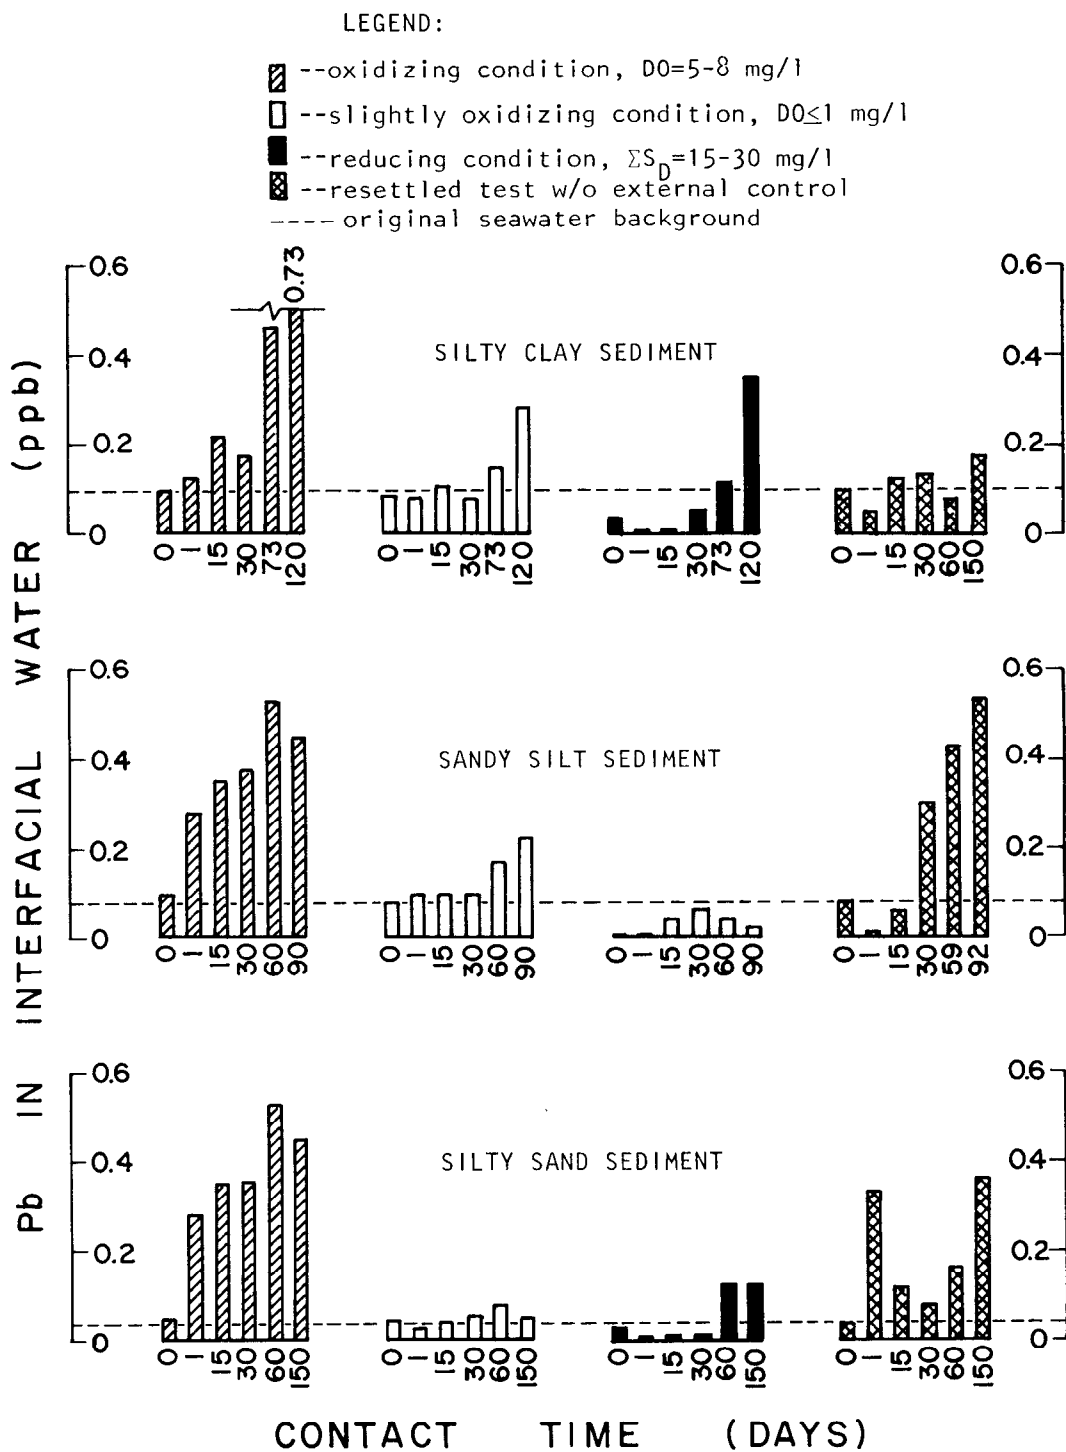 LEGEND:
--oxidizing condition, DO=5-8 mg/l
--slightly oxidizing condition, DO≤1 mg/l
--reducing condition, ΣS_D=15-30 mg/l
--resettled test w/o external control
---- original seawater background
Pb IN INTERFACIAL WATER (ppb)
0.6
0.4
0.2
0
0.73
SILTY CLAY SEDIMENT
0.6
0.4
0.2
0
0 1 15 30 73 120
0 1 15 30 73 120
0 1 15 30 73 120
0 1 15 30 60 150
0.6
0.4
0.2
0
SANDY SILT SEDIMENT
0.6
0.4
0.2
0
0 1 15 30 60 90
0 1 15 30 60 90
0 1 15 30 60 90
0 1 15 30 59 92
0.6
0.4
0.2
0
SILTY SAND SEDIMENT
0.6
0.4
0.2
0
0 1 15 30 60 150
0 1 15 30 60 150
0 1 15 30 60 150
0 1 15 30 60 150
CONTACT TIME (DAYS)